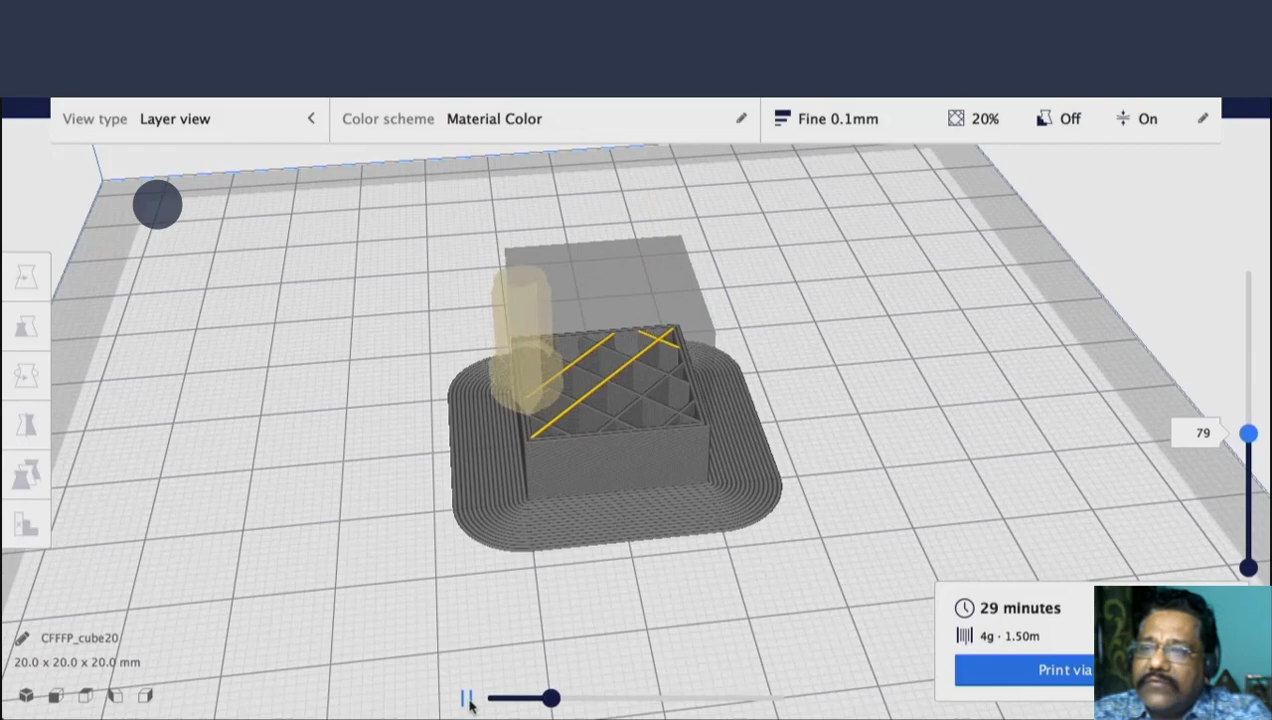 View type Layer view
Color scheme Material Color
Fine 0.1mm 20% Off On
79
29 minutes
4g · 1.50m
Print via
CFFFP_cube20
20.0 x 20.0 x 20.0 mm